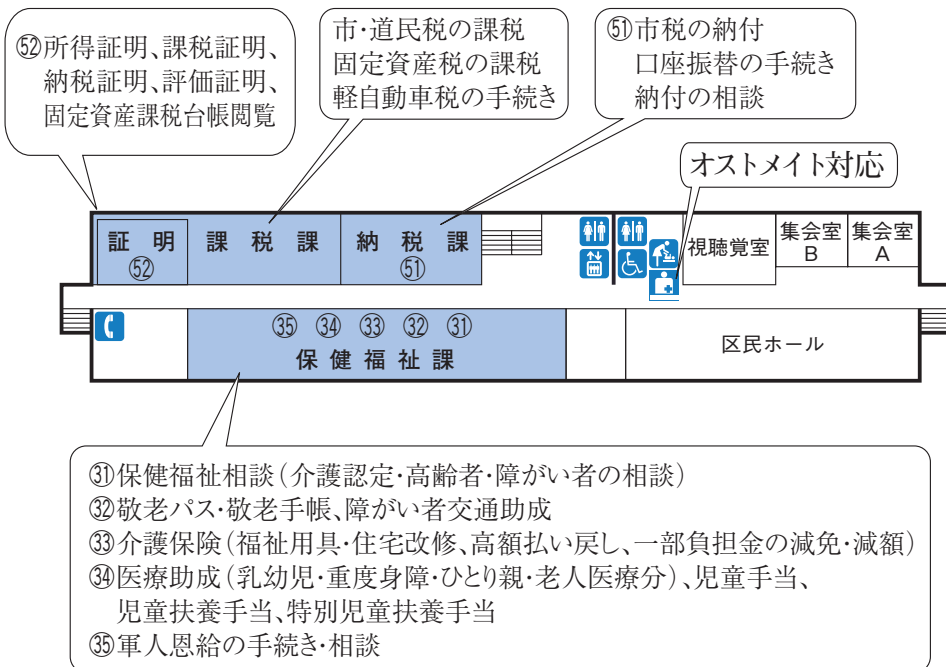 ㊾所得証明、課税証明、
納税証明、評価証明、
固定資産課税台帳閲覧
市・道民税の課税
固定資産税の課税
軽自動車税の手続き
㊿市税の納付
口座振替の手続き
納付の相談
オストメイト対応
証明
52
課税課
納税課
51
視聴覚室
集会室
B
集会室
A
㉟ ㉞ ㉝ ㉜ ㉛
保健福祉課
区民ホール
㉛保健福祉相談(介護認定・高齢者・障がい者の相談)
㉜敬老パス・敬老手帳、障がい者交通助成
㉝介護保険(福祉用具・住宅改修、高額払い戻し、一部負担金の減免・減額)
㉞医療助成(乳幼児・重度身障・ひとり親・老人医療分)、児童手当、
児童扶養手当、特別児童扶養手当
㉟軍人恩給の手続き・相談